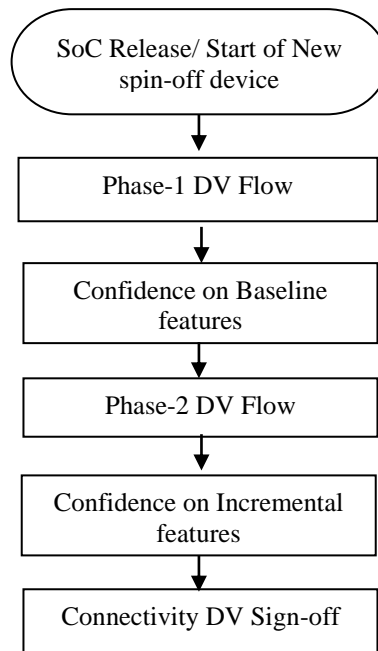 SoC Release/ Start of New
spin-off device
Phase-1 DV Flow
Confidence on Baseline
features
Phase-2 DV Flow
Confidence on Incremental
features
Connectivity DV Sign-off